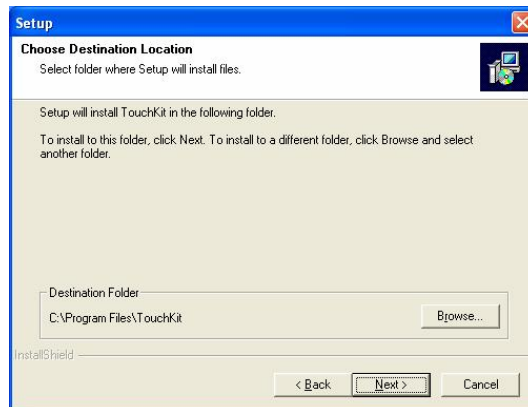 Setup
Choose Destination Location
Select folder where Setup will install files.
Setup will install TouchKit in the following folder.
To install to this folder, click Next. To install to a different folder, click Browse and select
another folder.
Destination Folder
C:\Program Files\TouchKit
Browse...
InstallShield
< Back
Next >
Cancel